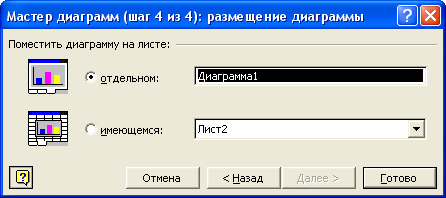 Мастер диаграмм (шаг 4 из 4): размещение диаграммы
Поместить диаграмму на листе:
отдельном: Диаграмма1
имеющемся: Лист2
? Отмена < Назад Далее > Готово